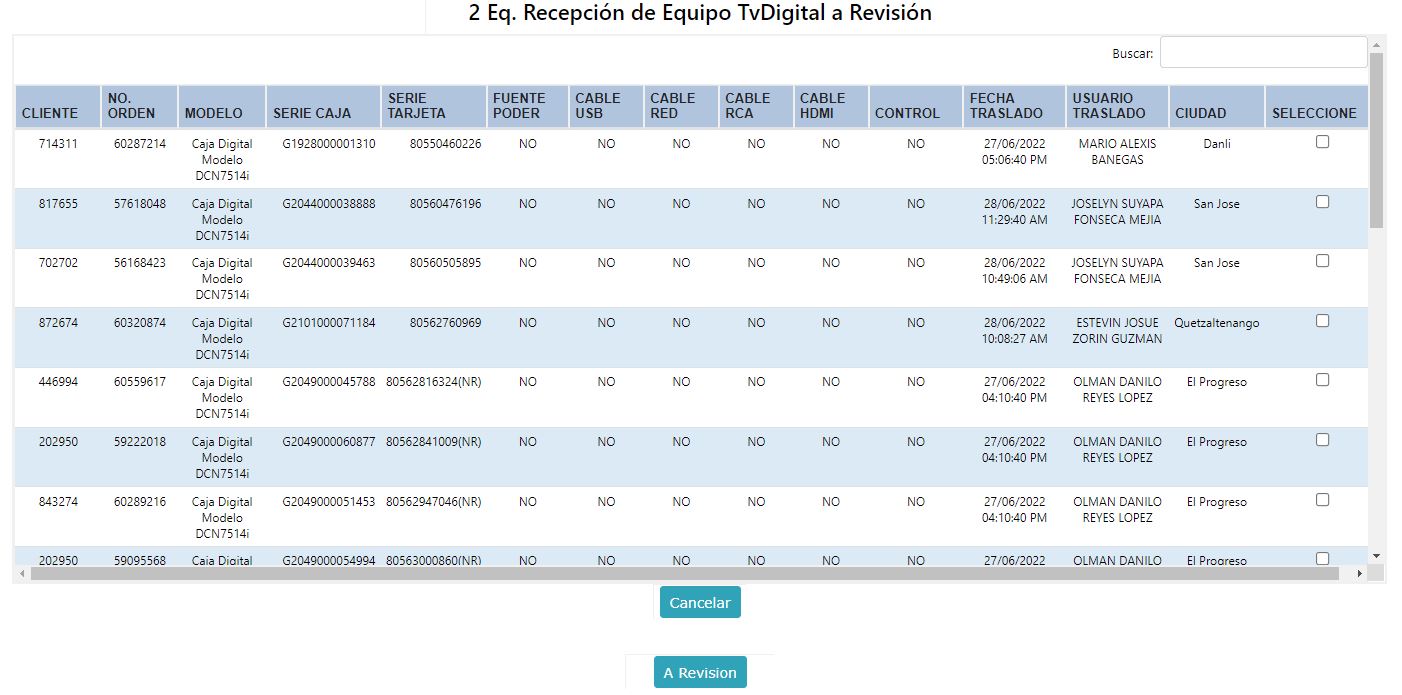 2 Eq. Recepción de Equipo TvDigital a Revisión
Buscar:
CLIENTE NO. ORDEN MODELO SERIE CAJA SERIE TARJETA FUENTE PODER CABLE USB CABLE RED CABLE RCA CABLE HDMI CONTROL FECHA TRASLADO USUARIO TRASLADO CIUDAD SELECCIONE
714311 60287214 Caja Digital Modelo DCN7514i G1928000001310 80550460226 NO NO NO NO NO NO 27/06/2022 05:06:40 PM MARIO ALEXIS BANEGAS Danli
817655 57618048 Caja Digital Modelo DCN7514i G2044000038888 80560476196 NO NO NO NO NO NO 28/06/2022 11:29:40 AM JOSELYN SUYAPA FONSECA MEJIA San Jose
702702 56168423 Caja Digital Modelo DCN7514i G2044000039463 80560505895 NO NO NO NO NO NO 28/06/2022 10:49:06 AM JOSELYN SUYAPA FONSECA MEJIA San Jose
872674 60320874 Caja Digital Modelo DCN7514i G2101000071184 80562760969 NO NO NO NO NO NO 28/06/2022 10:08:27 AM ESTEVIN JOSUE ZORIN GUZMAN Quetzaltenango
446994 60559617 Caja Digital Modelo DCN7514i G2049000045788 80562816324(NR) NO NO NO NO NO NO 27/06/2022 04:10:40 PM OLMAN DANILO REYES LOPEZ El Progreso
202950 59222018 Caja Digital Modelo DCN7514i G2049000060877 80562841009(NR) NO NO NO NO NO NO 27/06/2022 04:10:40 PM OLMAN DANILO REYES LOPEZ El Progreso
843274 60289216 Caja Digital Modelo DCN7514i G2049000051453 80562947046(NR) NO NO NO NO NO NO 27/06/2022 04:10:40 PM OLMAN DANILO REYES LOPEZ El Progreso
202950 59095568 Caja Digital G2049000054994 80563000860(NR) NO NO NO NO NO NO 27/06/2022 OLMAN DANILO El Progreso
Cancelar
A Revision